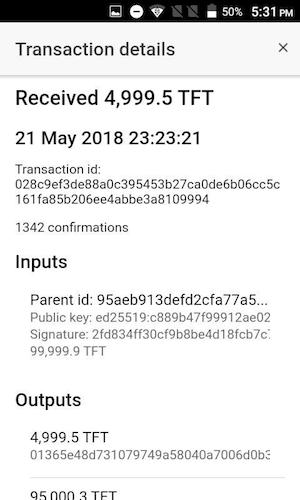 50% 5:31 PM
Transaction details ×
Received 4,999.5 TFT
21 May 2018 23:23:21
Transaction id:
028c9ef3de88a0c395453b27ca0de6b06cc5c
161fa85b206ee4abbe3a8109994
1342 confirmations
Inputs
Parent id: 95aeb913defd2cfa77a5...
Public key: ed25519:c889b47f99912ae02
Signature: 2fd834ff30cf9b8be4d18fcb7c7
99,999.9 TFT
Outputs
4,999.5 TFT
01365e48d731079749a58040a7006d0b3
95,000.3 TFT